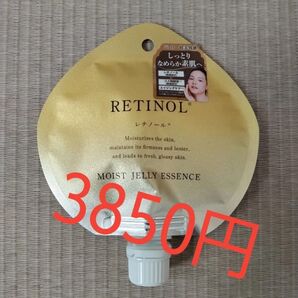 しっとり
なめらか素肌へ
RETINOL*
レチノール*
Moisturizes the skin,
maintains its firmness and luster,
and leads to fresh, glossy skin.
MOIST JELLY ESSENCE
3850円